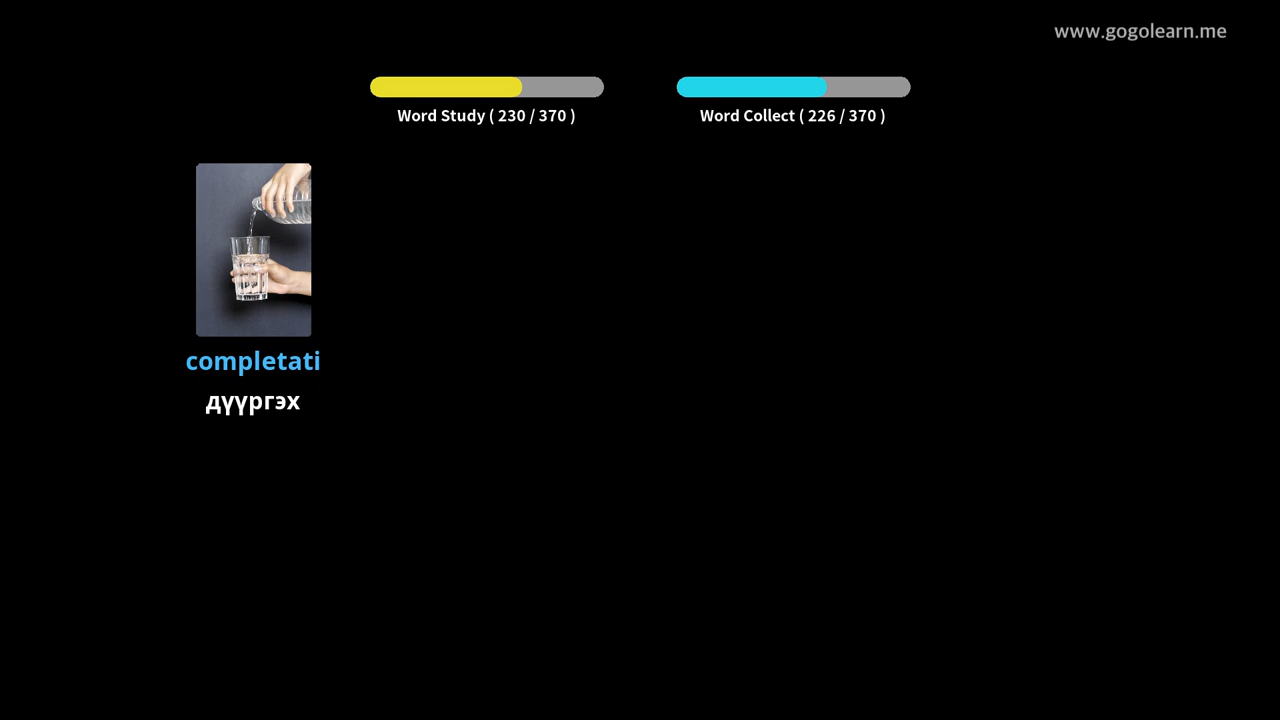 www.gogolearn.me
Word Study ( 230 / 370 )
Word Collect ( 226 / 370 )
completati
дүүргэх